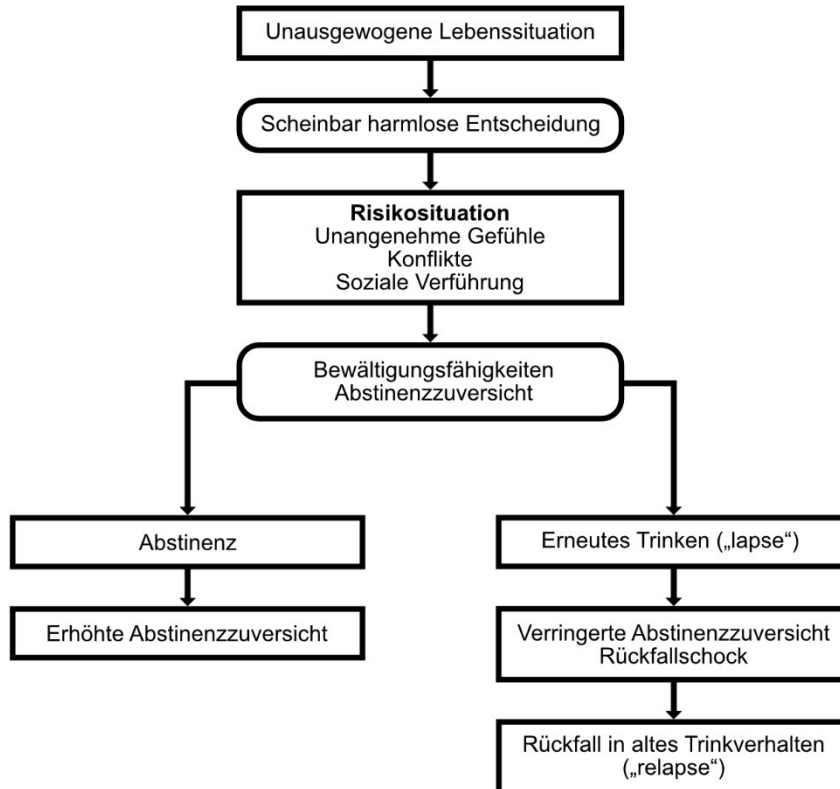 Unausgewogene Lebenssituation
Scheinbar harmlose Entscheidung
Risikosituation
Unangenehme Gefühle
Konflikte
Soziale Verführung
Bewältigungsfähigkeiten
Abstinenzzuversicht
Abstinenz
Erhöhte Abstinenzzuversicht
Erneutes Trinken („lapse“)
Verringerte Abstinenzzuversicht
Rückfallschock
Rückfall in altes Trinkverhalten
(„relapse“)